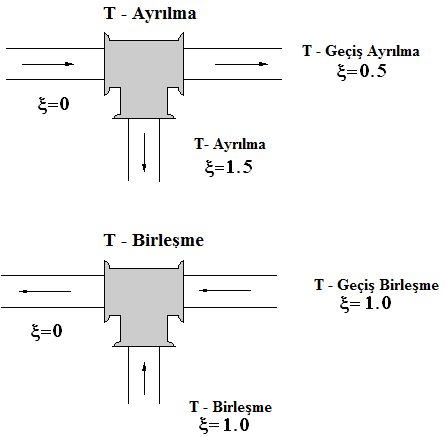 T - Ayrılma
T - Geçiş Ayrılma
ξ=0.5
ξ=0
T- Ayrılma
ξ=1.5
T - Birleşme
T - Geçiş Birleşme
ξ= 1.0
ξ=0
T - Birleşme
ξ=1.0